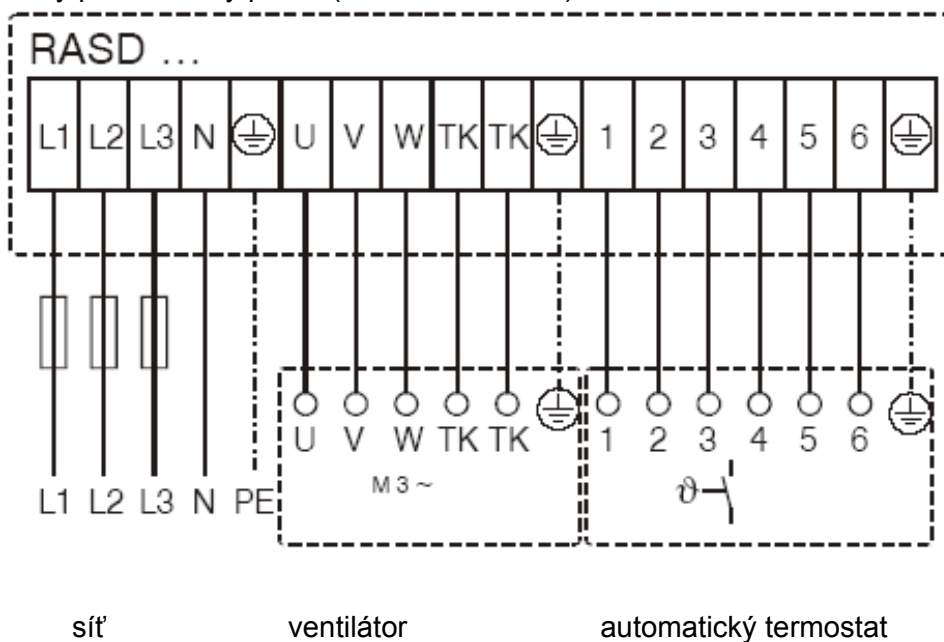 RASD ...
L1 L2 L3 N U V W TK TK 1 2 3 4 5 6
U V W TK TK 1 2 3 4 5 6
M 3 ~ ϑ
L1 L2 L3 N PE
síť ventilátor automatický termostat